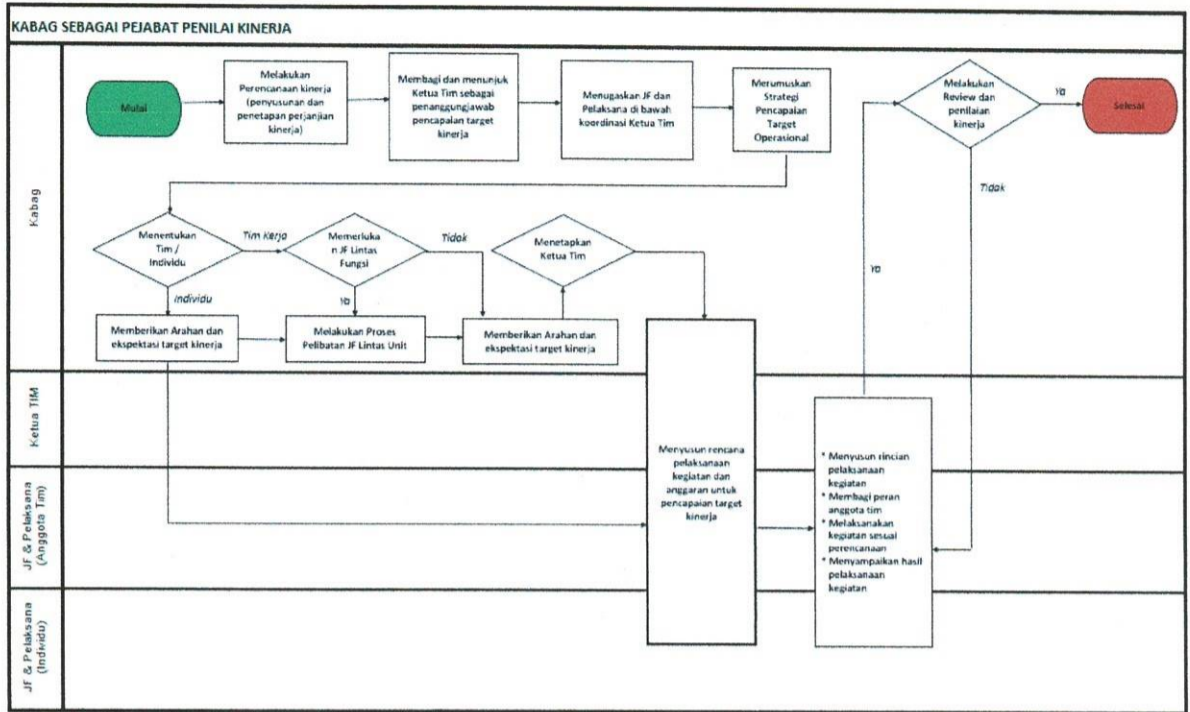 KABAG SEBAGAI PEJABAT PENILAI KINERJA
Kabag
Mulai
Melakukan
Perencanaan kinerja
(penyusunan dan
penetapan perjanjian
kinerja)
Membagi dan menunjuk
Ketua Tim sebagai
penanggungjawab
pencapaian target
kinerja
Menugaskan JF dan
Pelaksana di bawah
koordinasi Ketua Tim
Merumuskan
Strategi
Pencapaian
Target
Operasional
Melakukan
Review dan
penilaian
kinerja
Ya
Selesai
Tidak
Ya
Menentukan
Tim /
Individu
Tim Kerja
Memerluka
n JF Lintas
Fungsi
Tidak
Menetapkan
Ketua Tim
Individu
Ya
Memberikan Arahan dan
ekspektasi target kinerja
Melakukan Proses
Pelibatan JF Lintas Unit
Memberikan Arahan dan
ekspektasi target kinerja
Ketua TIM
JF & Pelaksana
(Anggota Tim)
JF & Pelaksana
(Individu)
Menyusun rencana
pelaksanaan
kegiatan dan
anggaran untuk
pencapaian target
kinerja
* Menyusun rincian
pelaksanaan
kegiatan
* Membagi peran
anggota tim
* Melaksanakan
kegiatan sesuai
perencanaan
* Menyampaikan hasil
pelaksanaan
kegiatan